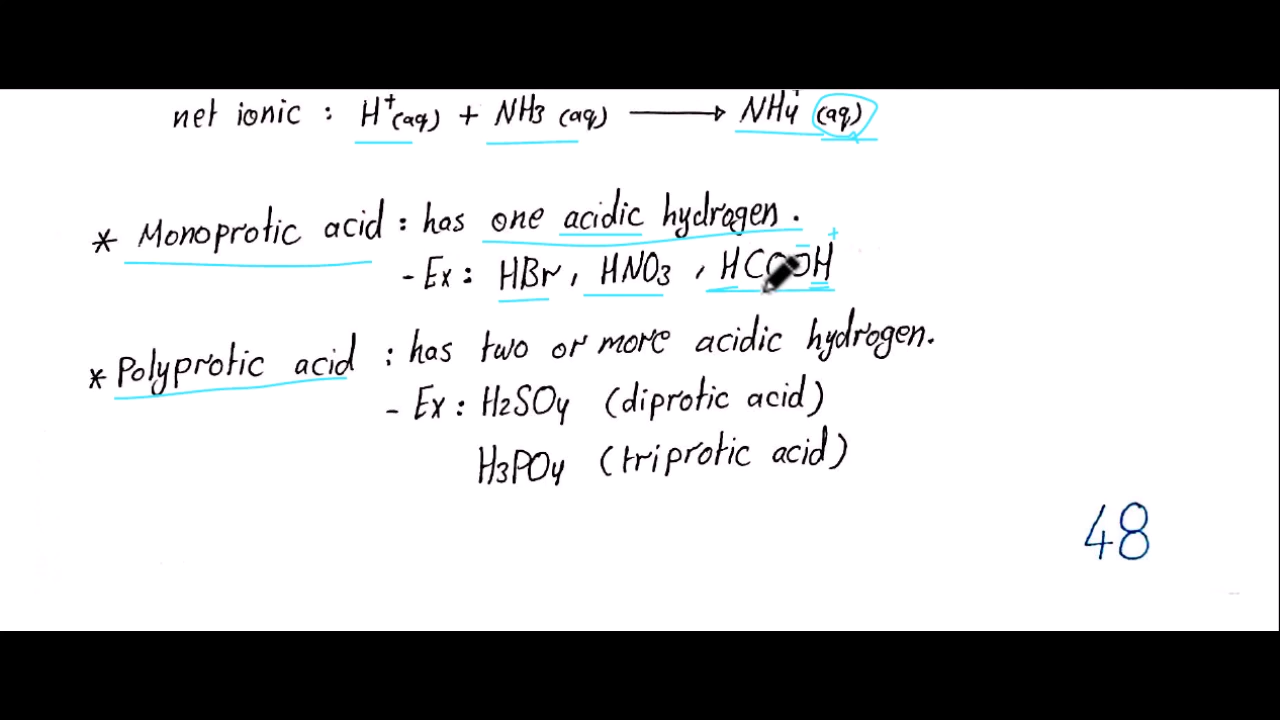 net ionic : H⁺(aq) + NH3 (aq) ⟶ NH4⁺ (aq)
* Monoprotic acid : has one acidic hydrogen .
- Ex : HBr , HNO3 , HCOO⁻H⁺
* Polyprotic acid : has two or more acidic hydrogen.
- Ex : H2SO4 (diprotic acid)
H3PO4 (triprotic acid)
48